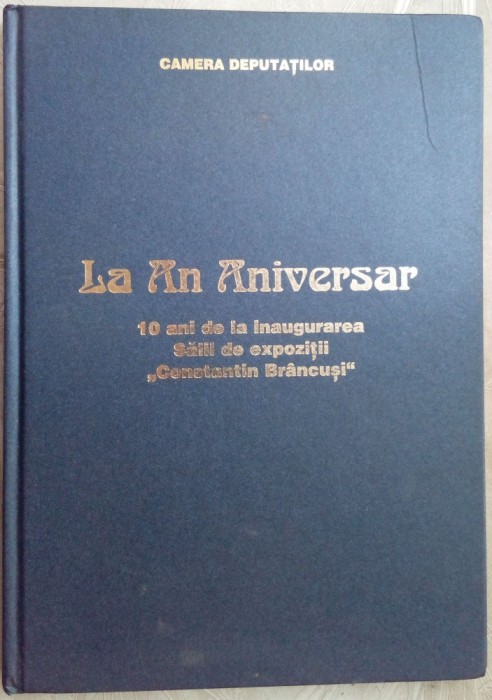 CAMERA DEPUTAȚILOR
La An Aniversar
10 ani de la inaugurarea
Sălii de expoziții
„Constantin Brâncuși“